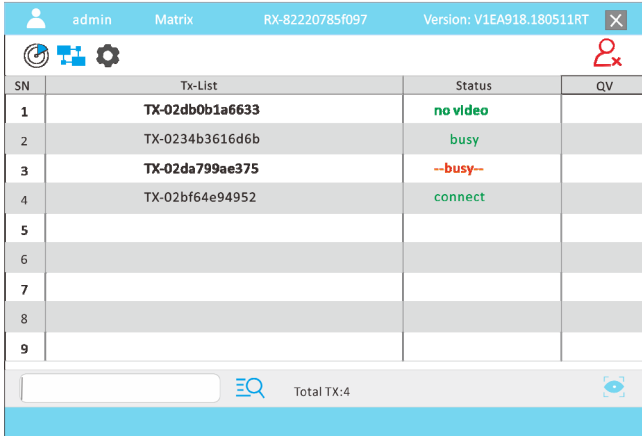 admin Matrix RX-82220785f097 Version: V1EA918.180511RT X
SN Tx-List Status QV
1 TX-02db0b1a6633 no video
2 TX-0234b3616d6b busy
3 TX-02da799ae375 --busy--
4 TX-02bf64e94952 connect
5
6
7
8
9
Total TX:4